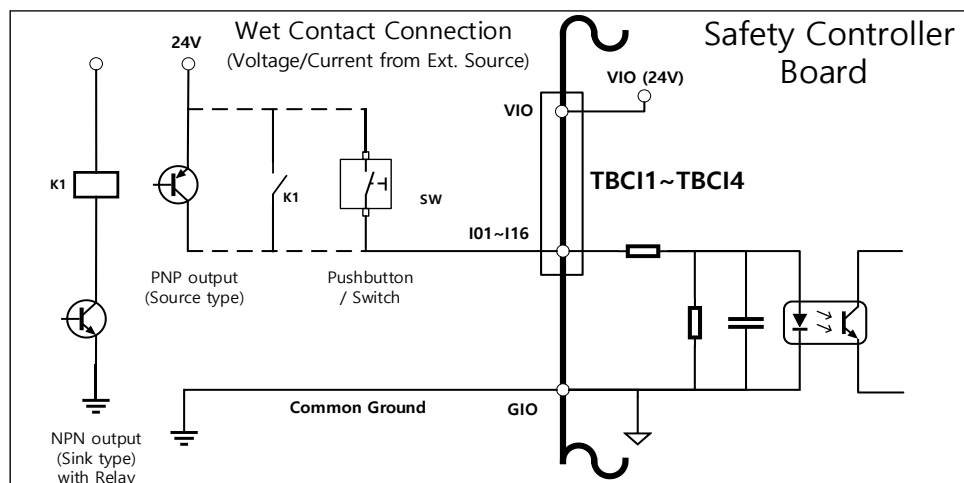 Wet Contact Connection
(Voltage/Current from Ext. Source)
Safety Controller
Board
24V
VIO (24V)
VIO
TBCI1~TBCI4
K1
K1
SW
I01~I16
PNP output
(Source type)
Pushbutton
/ Switch
Common Ground
GIO
NPN output
(Sink type)
with Relay